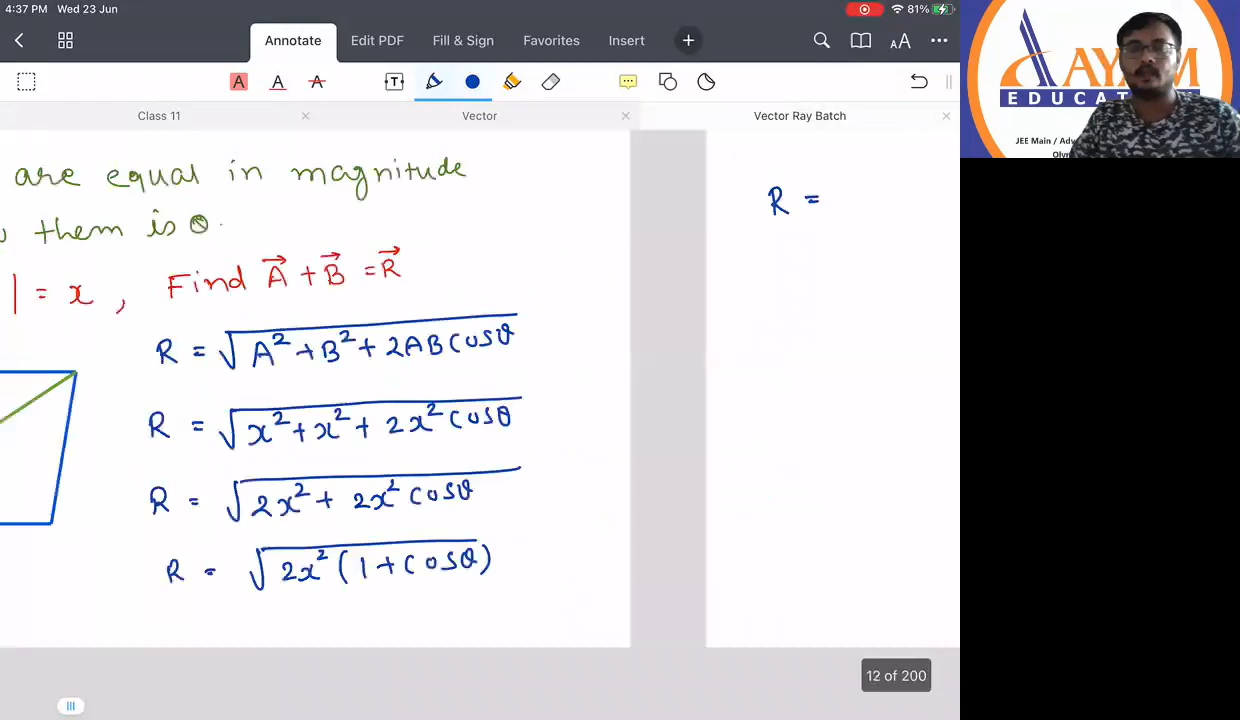 4:37 PM Wed 23 Jun
81%
Annotate
Edit PDF
Fill & Sign
Favorites
Insert
AA
A A A
T
Class 11
Vector
Vector Ray Batch
EDUCAT
JEE Main / Adv
Olym
are equal in magnitude
them is θ.
| = x , Find A⃗ + B⃗ = R⃗
R = √(A² + B² + 2AB Cosθ)
R = √(x² + x² + 2x² Cosθ)
R = √(2x² + 2x² Cosθ)
R = √(2x² (1 + Cosθ))
R =
12 of 200